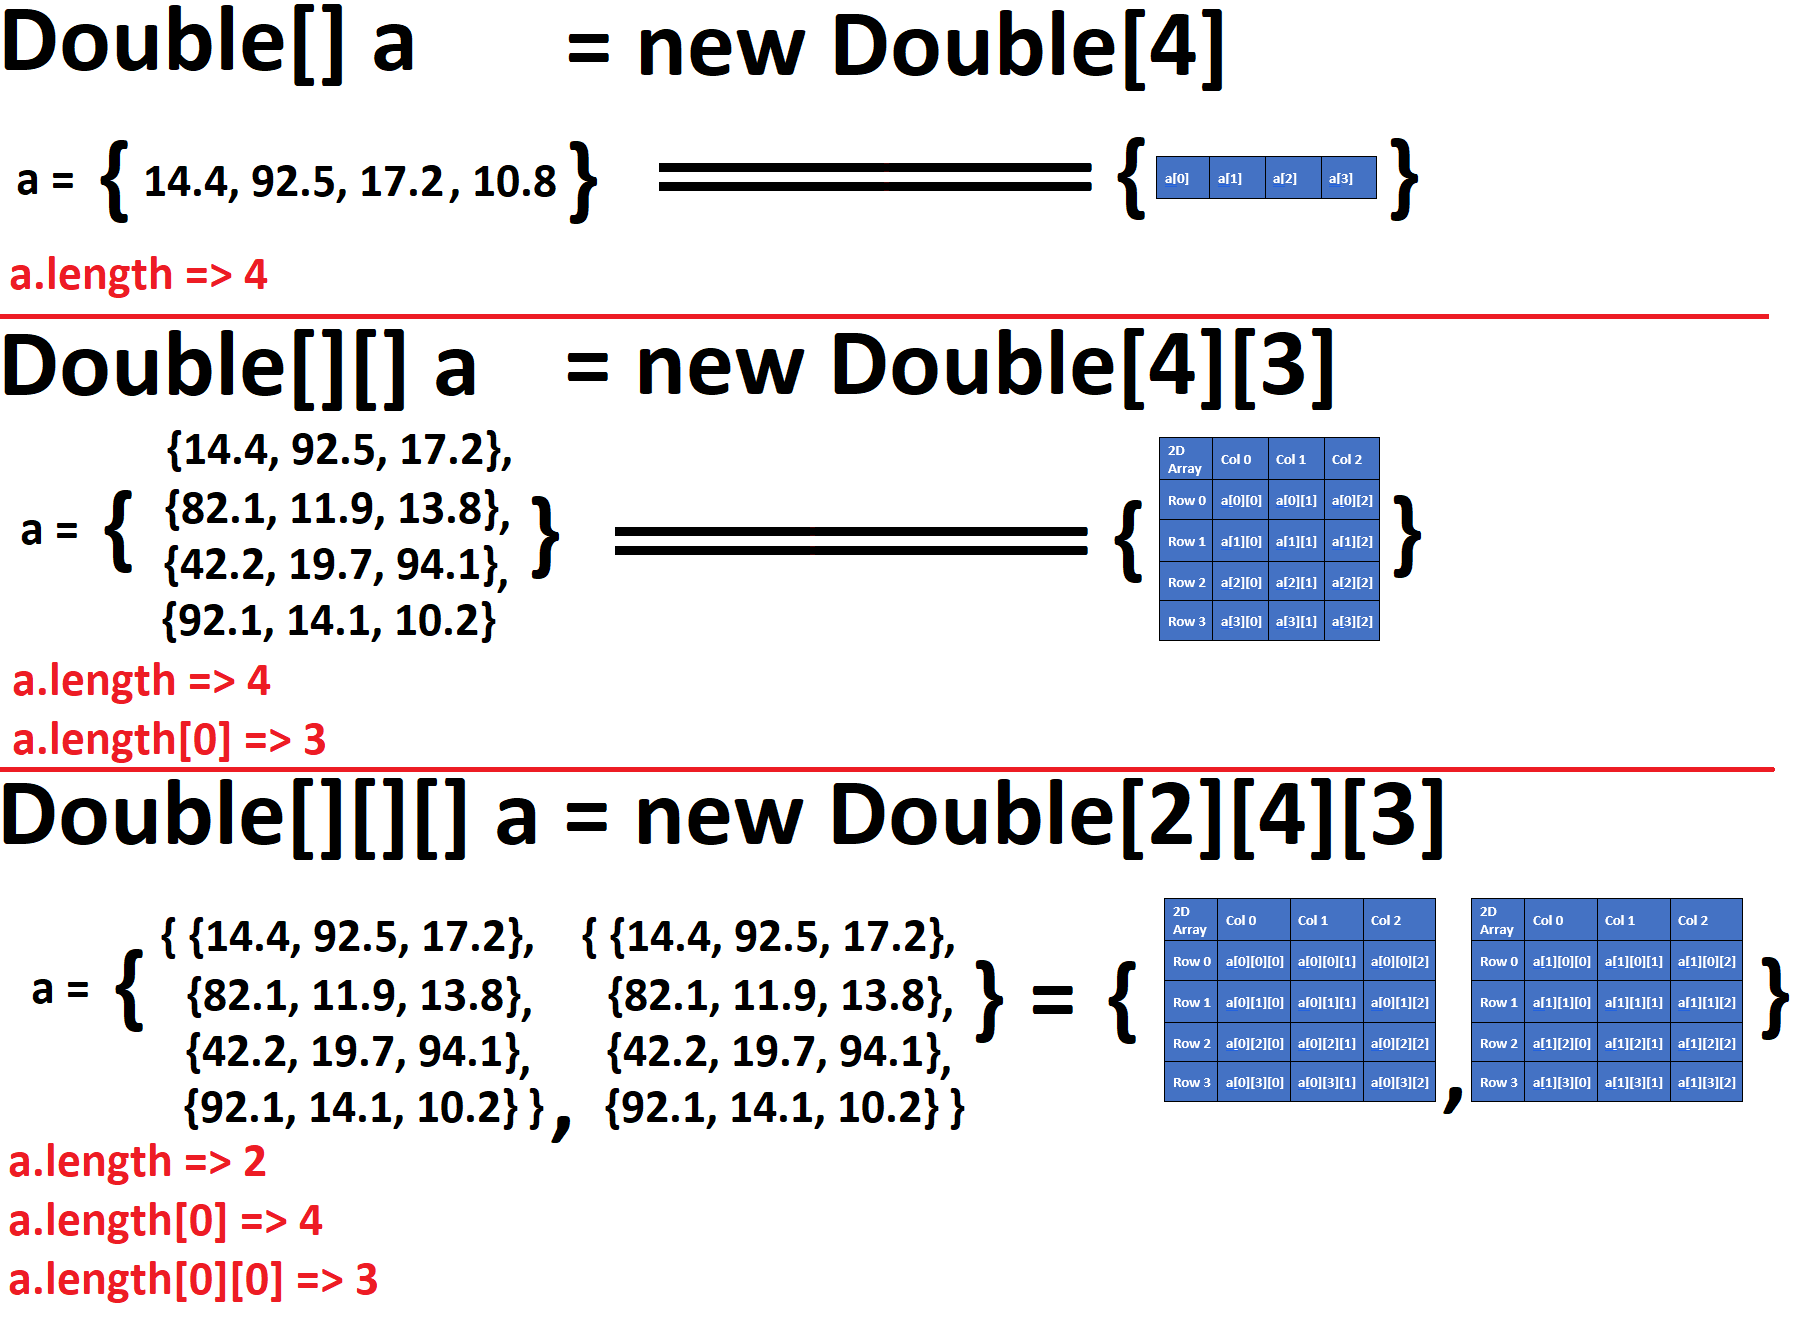 Double[] a = new Double[4]
a = { 14.4, 92.5, 17.2, 10.8 } = { a[0] a[1] a[2] a[3] }
a.length => 4
Double[][] a = new Double[4][3]
{14.4, 92.5, 17.2},
{82.1, 11.9, 13.8},
a = { } = { }
{42.2, 19.7, 94.1},
{92.1, 14.1, 10.2}
2D Array Col 0 Col 1 Col 2
Row 0 a[0][0] a[0][1] a[0][2]
Row 1 a[1][0] a[1][1] a[1][2]
Row 2 a[2][0] a[2][1] a[2][2]
Row 3 a[3][0] a[3][1] a[3][2]
a.length => 4
a.length[0] => 3
Double[][][] a = new Double[2][4][3]
{ {14.4, 92.5, 17.2}, { {14.4, 92.5, 17.2},
a = { {82.1, 11.9, 13.8}, {82.1, 11.9, 13.8}, } = { }
{42.2, 19.7, 94.1}, {42.2, 19.7, 94.1},
{92.1, 14.1, 10.2} } , {92.1, 14.1, 10.2} }
2D Array Col 0 Col 1 Col 2
Row 0 a[0][0][0] a[0][0][1] a[0][0][2]
Row 1 a[0][1][0] a[0][1][1] a[0][1][2]
Row 2 a[0][2][0] a[0][2][1] a[0][2][2]
Row 3 a[0][3][0] a[0][3][1] a[0][3][2]
,
2D Array Col 0 Col 1 Col 2
Row 0 a[1][0][0] a[1][0][1] a[1][0][2]
Row 1 a[1][1][0] a[1][1][1] a[1][1][2]
Row 2 a[1][2][0] a[1][2][1] a[1][2][2]
Row 3 a[1][3][0] a[1][3][1] a[1][3][2]
a.length => 2
a.length[0] => 4
a.length[0][0] => 3